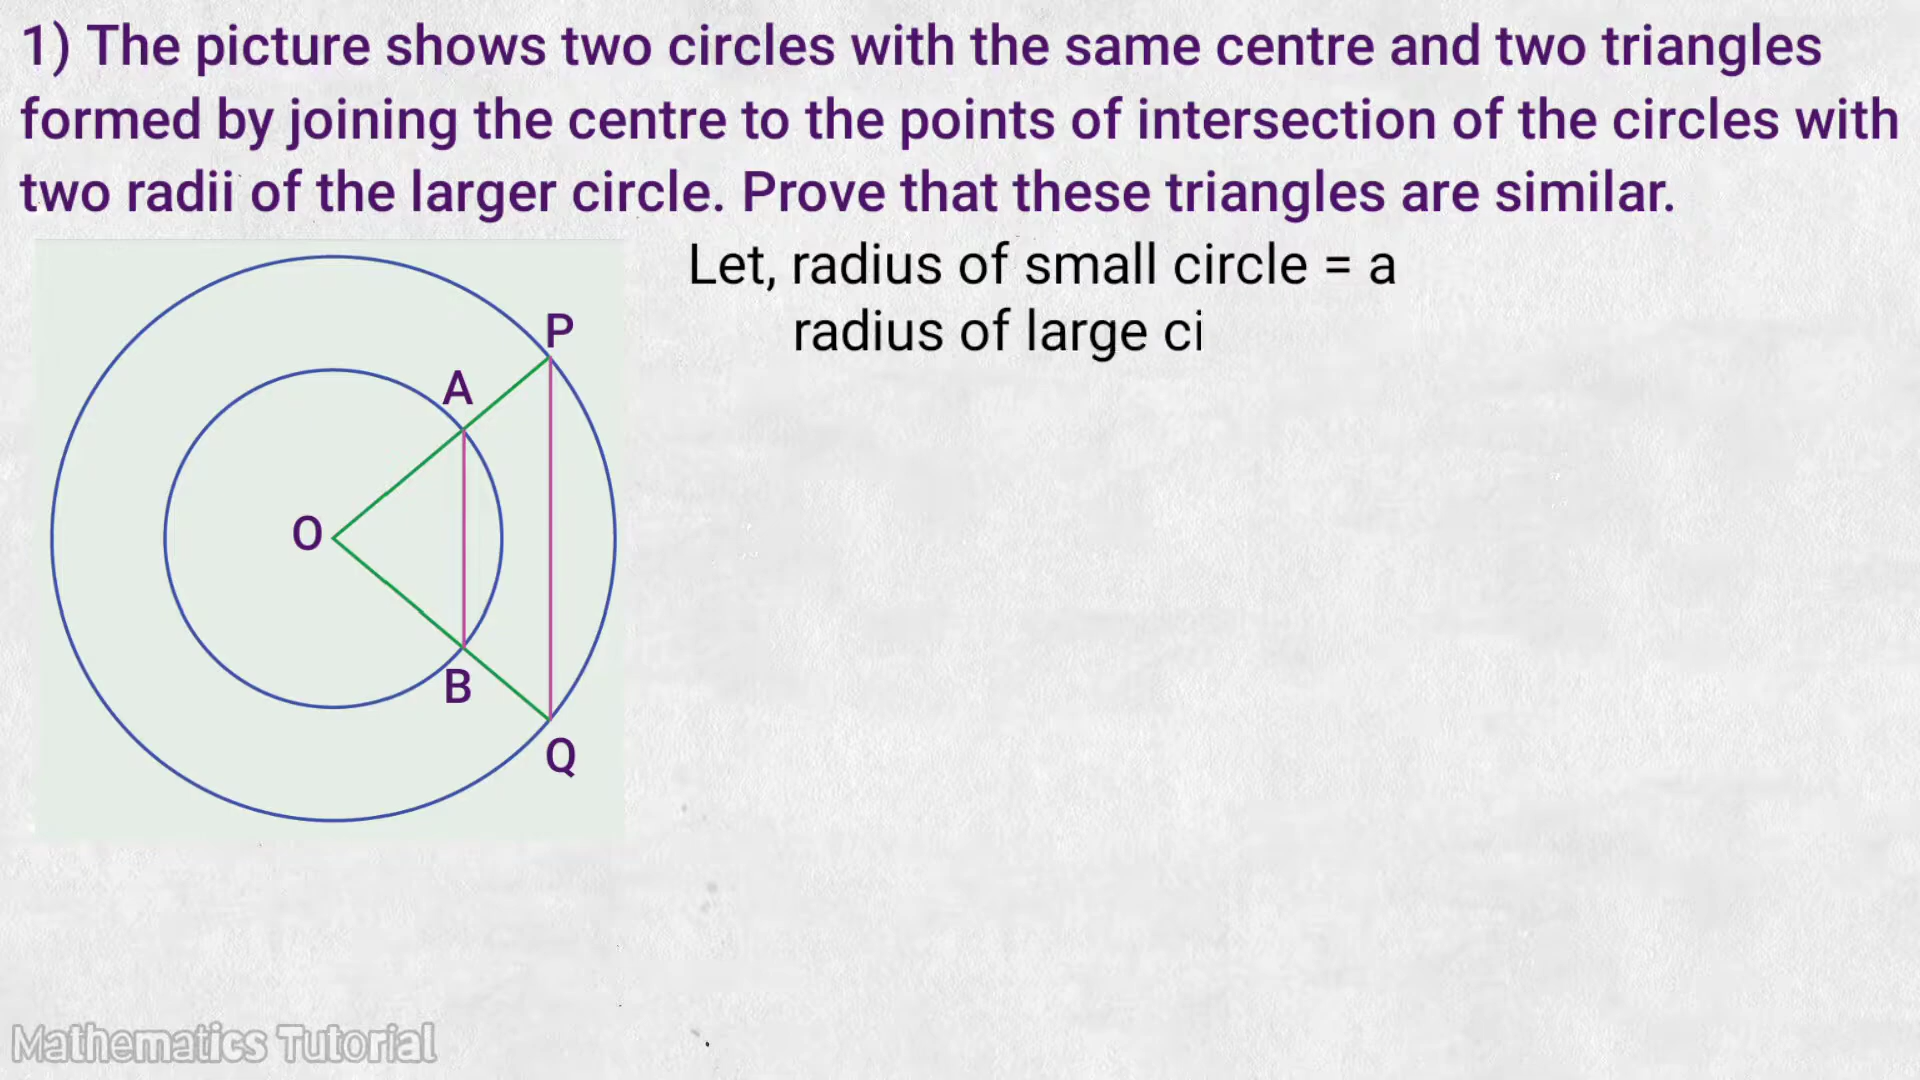 1) The picture shows two circles with the same centre and two triangles
formed by joining the centre to the points of intersection of the circles with
two radii of the larger circle. Prove that these triangles are similar.
Let, radius of small circle = a
radius of large ci
P
A
O
B
Q
Mathematics Tutorial